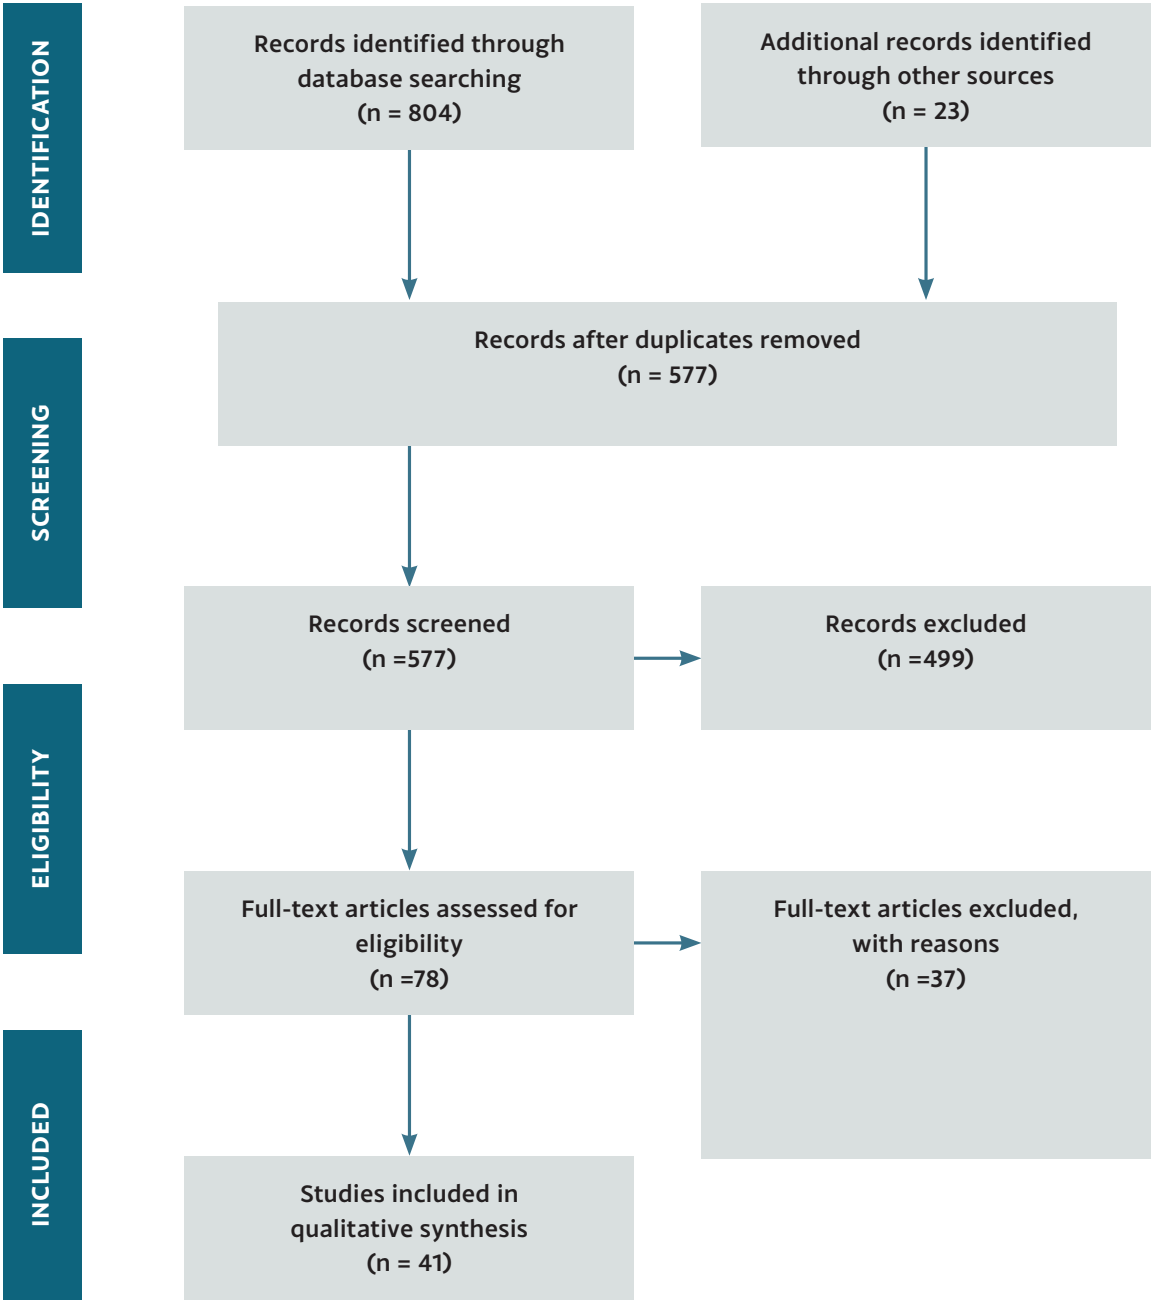 IDENTIFICATION
Records identified through
database searching
(n = 804)
Additional records identified
through other sources
(n = 23)
SCREENING
Records after duplicates removed
(n = 577)
Records screened
(n =577)
Records excluded
(n =499)
ELIGIBILITY
Full-text articles assessed for
eligibility
(n =78)
Full-text articles excluded,
with reasons
(n =37)
INCLUDED
Studies included in
qualitative synthesis
(n = 41)